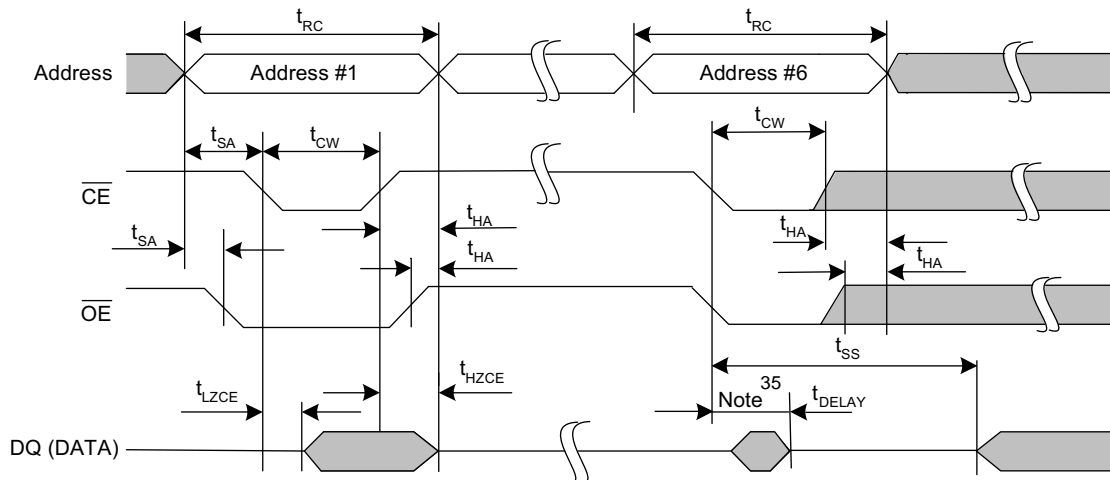 tRC
tRC
Address
Address #1
Address #6
tSA
tCW
tCW
CE
tHA
tSA
tHA
tHA
tHA
OE
tSS
tLZCE
tHZCE
Note 35
tDELAY
DQ (DATA)